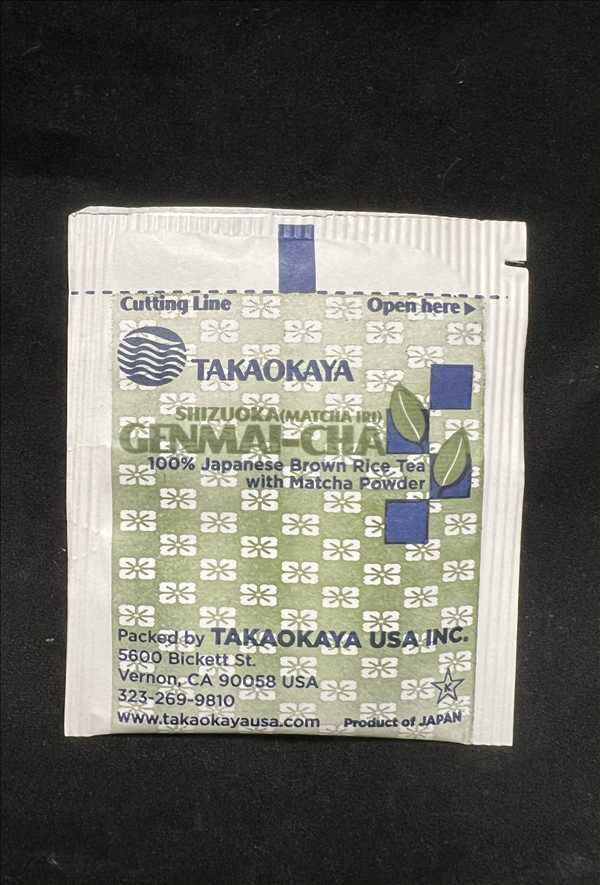 Cutting Line
Open here ▶
TAKAOKAYA
SHIZUOKA(MATCHA IRI)
GENMAI-CHA
100% Japanese Brown Rice Tea
with Matcha Powder
Packed by TAKAOKAYA USA INC.
5600 Bickett St.
Vernon, CA 90058 USA
323-269-9810
www.takaokayausa.com
K
Product of JAPAN